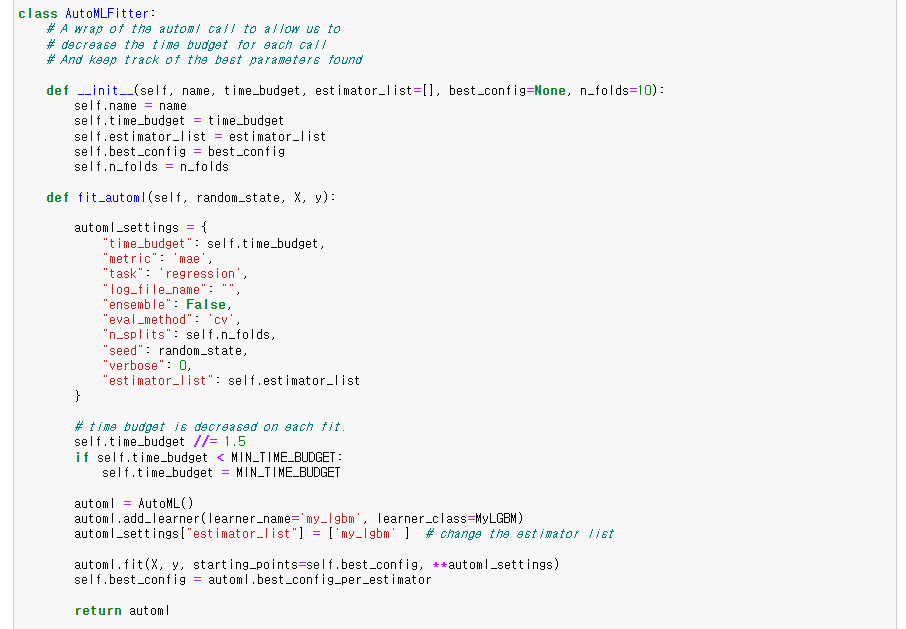 class AutoMLFitter:
    # A wrap of the automl call to allow us to
    # decrease the time budget for each call
    # And keep track of the best parameters found

    def __init__(self, name, time_budget, estimator_list=[], best_config=None, n_folds=10):
        self.name = name
        self.time_budget = time_budget
        self.estimator_list = estimator_list
        self.best_config = best_config
        self.n_folds = n_folds

    def fit_automl(self, random_state, X, y):

        automl_settings = {
            "time_budget": self.time_budget,
            "metric": 'mae',
            "task": 'regression',
            "log_file_name": "",
            "ensemble": False,
            "eval_method": 'cv',
            "n_splits": self.n_folds,
            "seed": random_state,
            "verbose": 0,
            "estimator_list": self.estimator_list
        }

        # time budget is decreased on each fit.
        self.time_budget //= 1.5
        if self.time_budget < MIN_TIME_BUDGET:
            self.time_budget = MIN_TIME_BUDGET

        automl = AutoML()
        automl.add_learner(learner_name='my_lgbm', learner_class=MyLGBM)
        automl_settings["estimator_list"] = ['my_lgbm' ]  # change the estimator list

        automl.fit(X, y, starting_points=self.best_config, **automl_settings)
        self.best_config = automl.best_config_per_estimator

        return automl